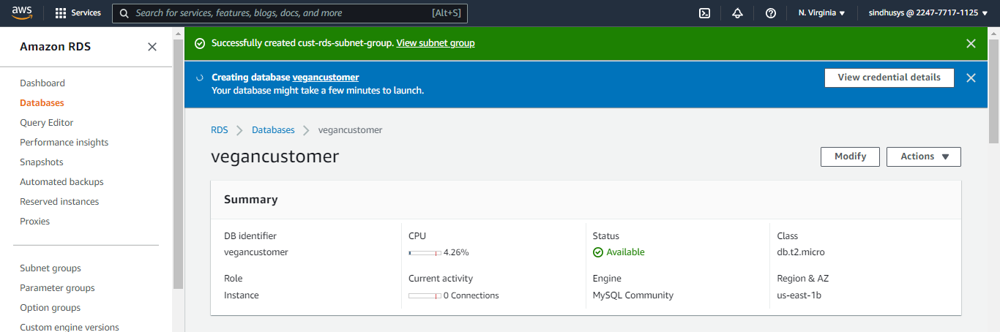 aws Services Search for services, features, blogs, docs, and more [Alt+S] N. Virginia sindhusys @ 2247-7717-1125
Amazon RDS
Dashboard
Databases
Query Editor
Performance insights
Snapshots
Automated backups
Reserved instances
Proxies
Subnet groups
Parameter groups
Option groups
Custom engine versions
Successfully created cust-rds-subnet-group. View subnet group
Creating database vegancustomer
Your database might take a few minutes to launch.
View credential details
RDS Databases vegancustomer
vegancustomer
Modify Actions
Summary
DB identifier
vegancustomer
CPU
4.26%
Status
Available
Class
db.t2.micro
Role
Instance
Current activity
0 Connections
Engine
MySQL Community
Region & AZ
us-east-1b